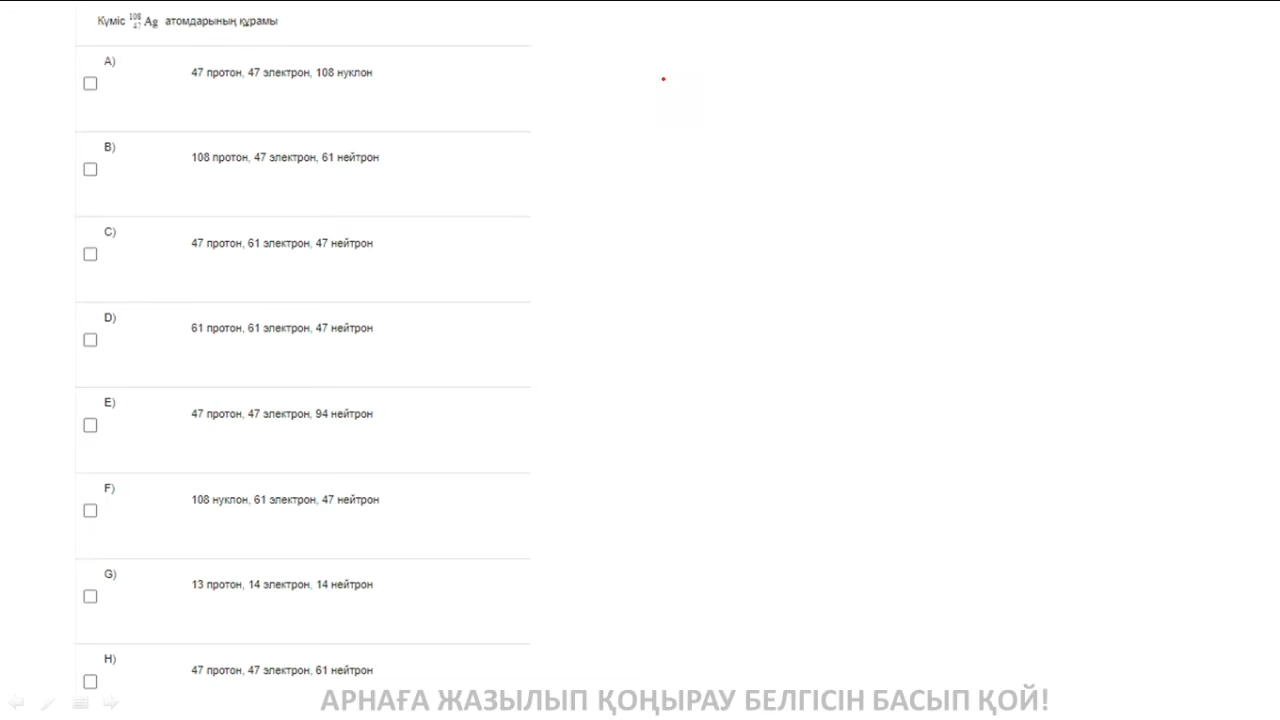 Күміс ¹⁰⁸₄₇Ag атомдарының құрамы
A)
47 протон, 47 электрон, 108 нуклон
B)
108 протон, 47 электрон, 61 нейтрон
C)
47 протон, 61 электрон, 47 нейтрон
D)
61 протон, 61 электрон, 47 нейтрон
E)
47 протон, 47 электрон, 94 нейтрон
F)
108 нуклон, 61 электрон, 47 нейтрон
G)
13 протон, 14 электрон, 14 нейтрон
H)
47 протон, 47 электрон, 61 нейтрон
АРНАҒА ЖАЗЫЛЫП ҚОҢЫРАУ БЕЛГІСІН БАСЫП ҚОЙ!